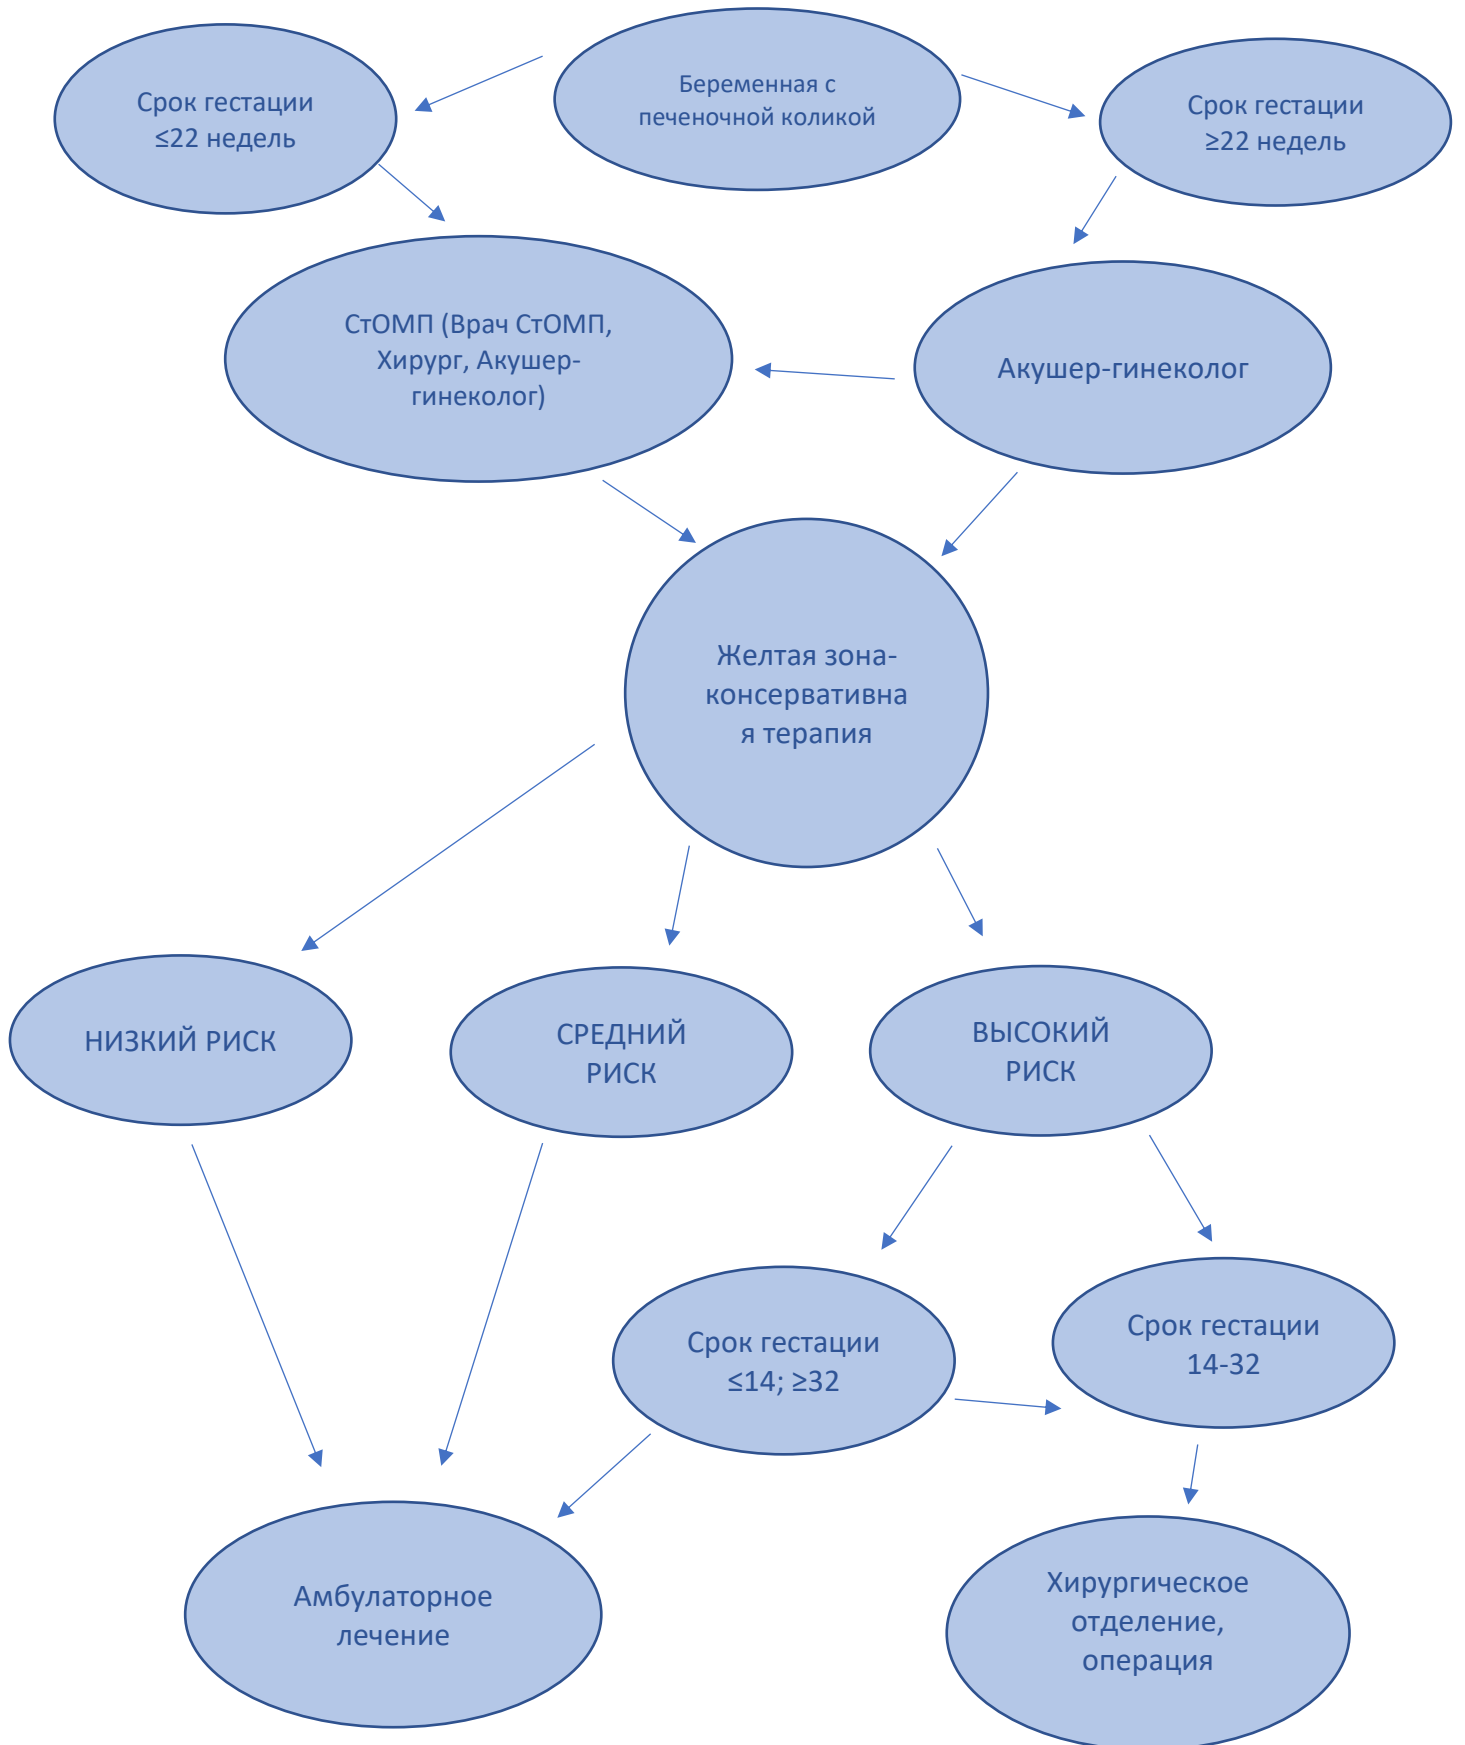 Беременная с
печеночной коликой
Срок гестации
≤22 недель
Срок гестации
≥22 недель
СтОМП (Врач СтОМП,
Хирург, Акушер-
гинеколог)
Акушер-гинеколог
Желтая зона-
консервативна
я терапия
НИЗКИЙ РИСК
СРЕДНИЙ
РИСК
ВЫСОКИЙ
РИСК
Срок гестации
≤14; ≥32
Срок гестации
14-32
Амбулаторное
лечение
Хирургическое
отделение,
операция